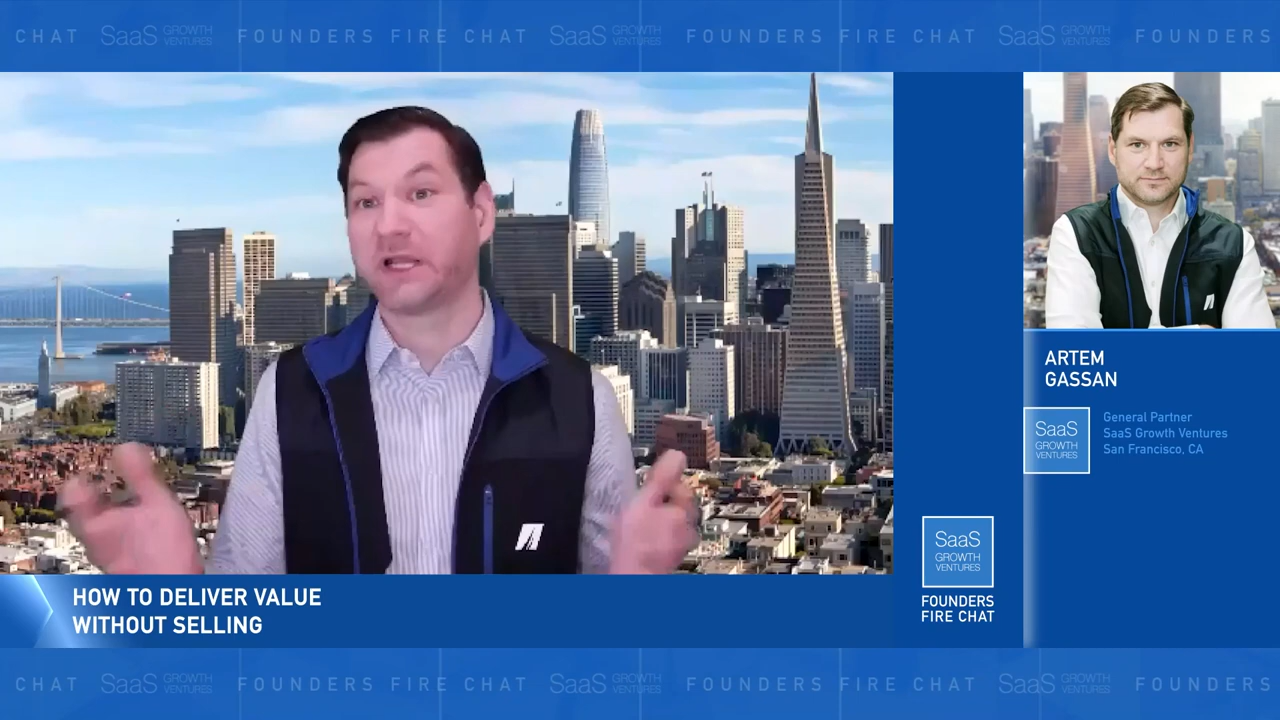 CHAT SaaS GROWTH VENTURES FOUNDERS FIRE CHAT SaaS GROWTH VENTURES FOUNDERS FIRE CHAT SaaS GROWTH VENTURES FOUNDERS
ARTEM
GASSAN
SaaS
GROWTH
VENTURES
General Partner
SaaS Growth Ventures
San Francisco, CA
SaaS
GROWTH
VENTURES
FOUNDERS
FIRE CHAT
HOW TO DELIVER VALUE
WITHOUT SELLING
CHAT SaaS GROWTH VENTURES FOUNDERS FIRE CHAT SaaS GROWTH VENTURES FOUNDERS FIRE CHAT SaaS GROWTH VENTURES FOUNDERS